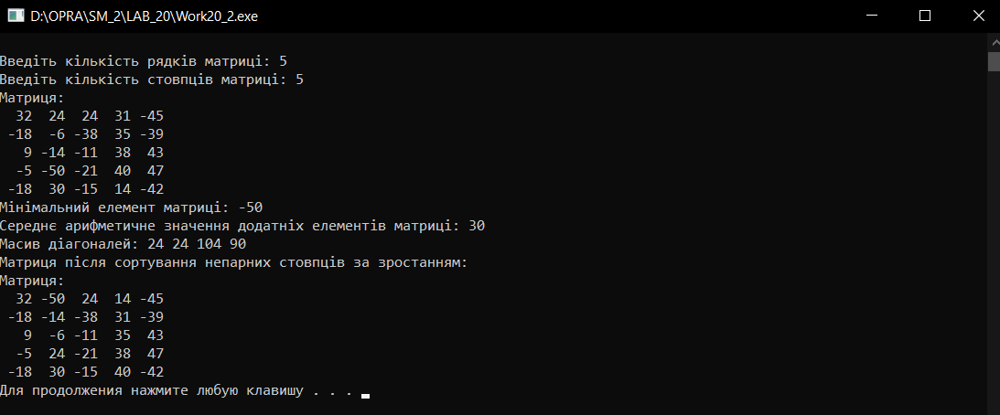 D:\OPRA\SM_2\LAB_20\Work20_2.exe
Введіть кількість рядків матриці: 5
Введіть кількість стовпців матриці: 5
Матриця:
32 24 24 31 -45
-18 -6 -38 35 -39
9 -14 -11 38 43
-5 -50 -21 40 47
-18 30 -15 14 -42
Мінімальний елемент матриці: -50
Середнє арифметичне значення додатніх елементів матриці: 30
Масив діагоналей: 24 24 104 90
Матриця після сортування непарних стовпців за зростанням:
Матриця:
32 -50 24 14 -45
-18 -14 -38 31 -39
9 -6 -11 35 43
-5 24 -21 38 47
-18 30 -15 40 -42
Для продолжения нажмите любую клавишу . . .